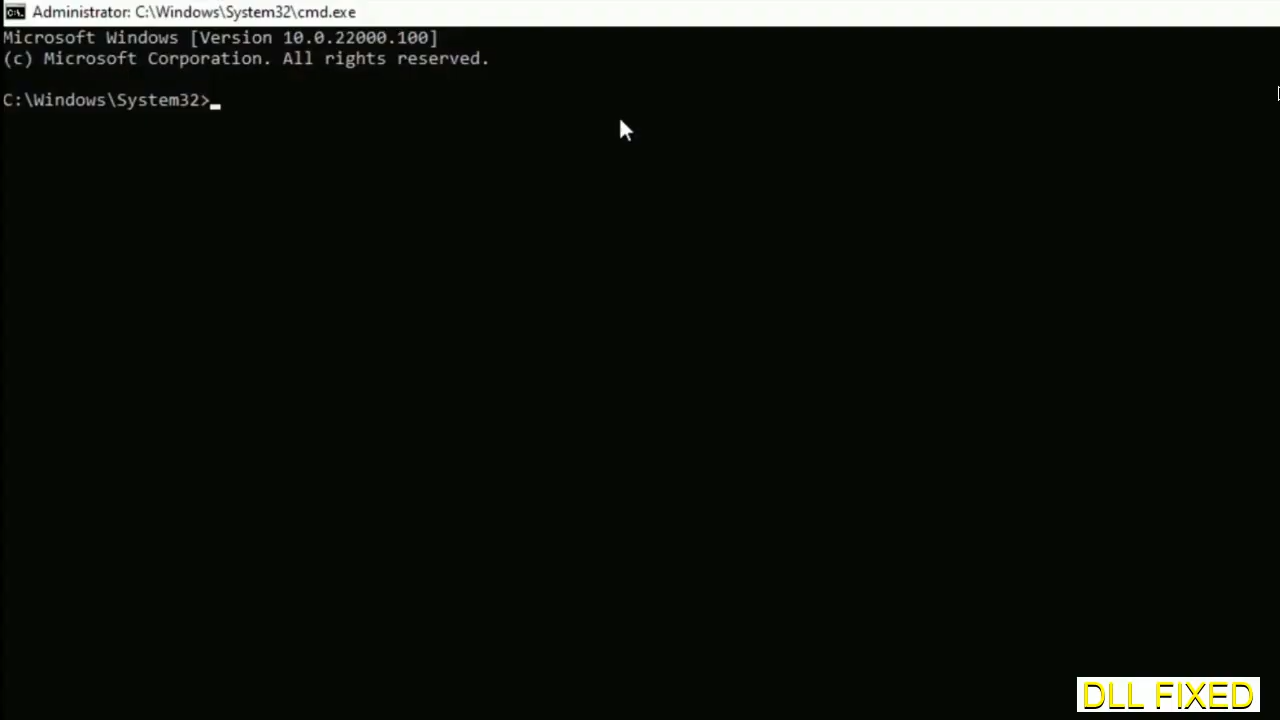 Administrator: C:\Windows\System32\cmd.exe
Microsoft Windows [Version 10.0.22000.100]
(c) Microsoft Corporation. All rights reserved.
C:\Windows\System32>
DLL FIXED